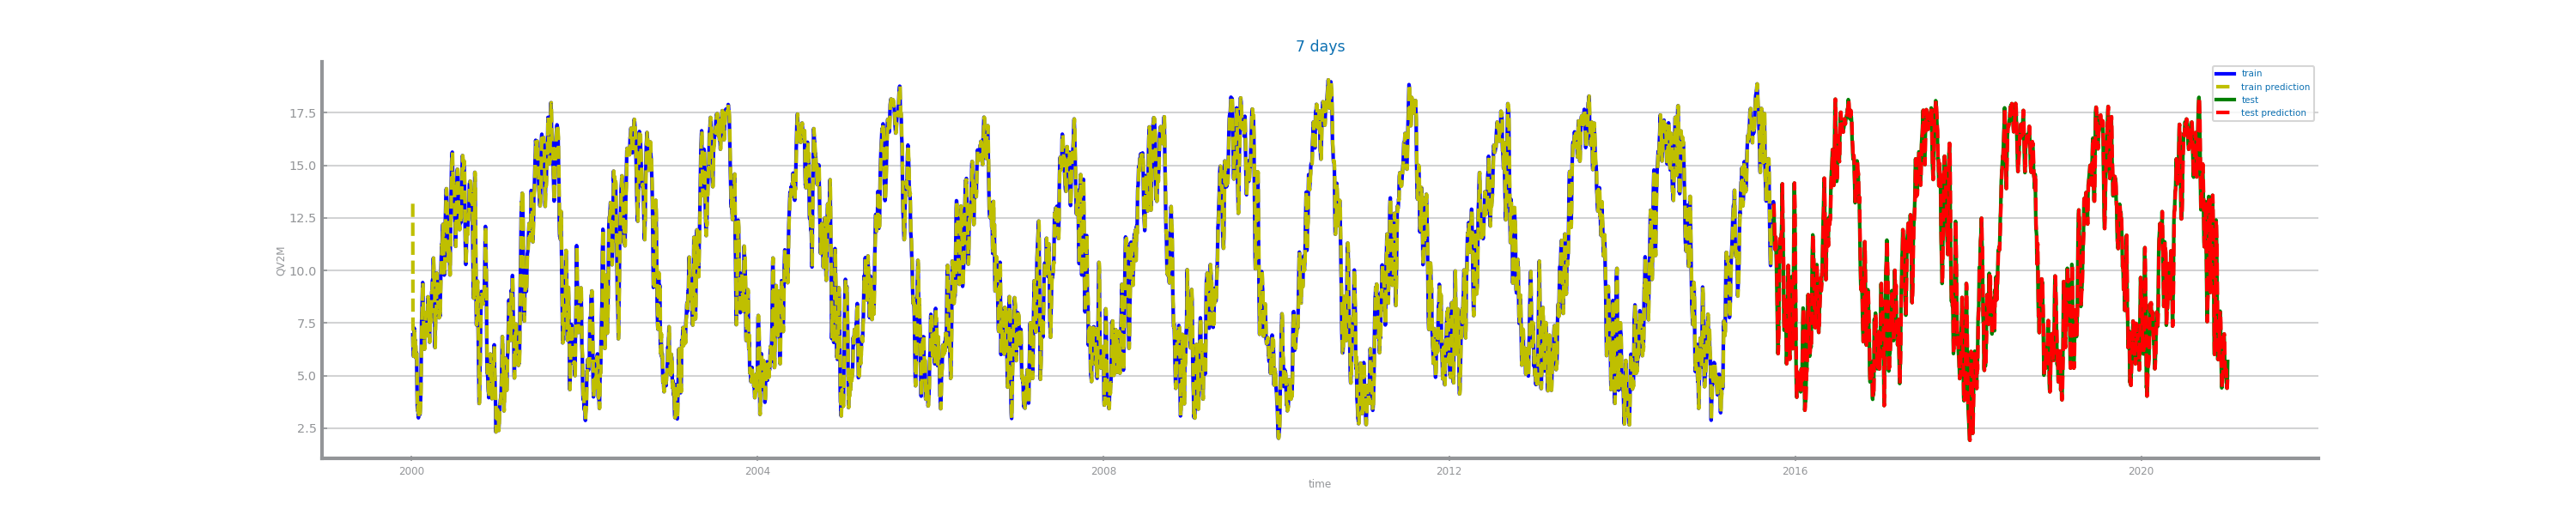 7 days
train
train prediction
test
test prediction
17.5
15.0
12.5
10.0
7.5
5.0
2.5
QV2M
2000 2004 2008 2012 2016 2020
time